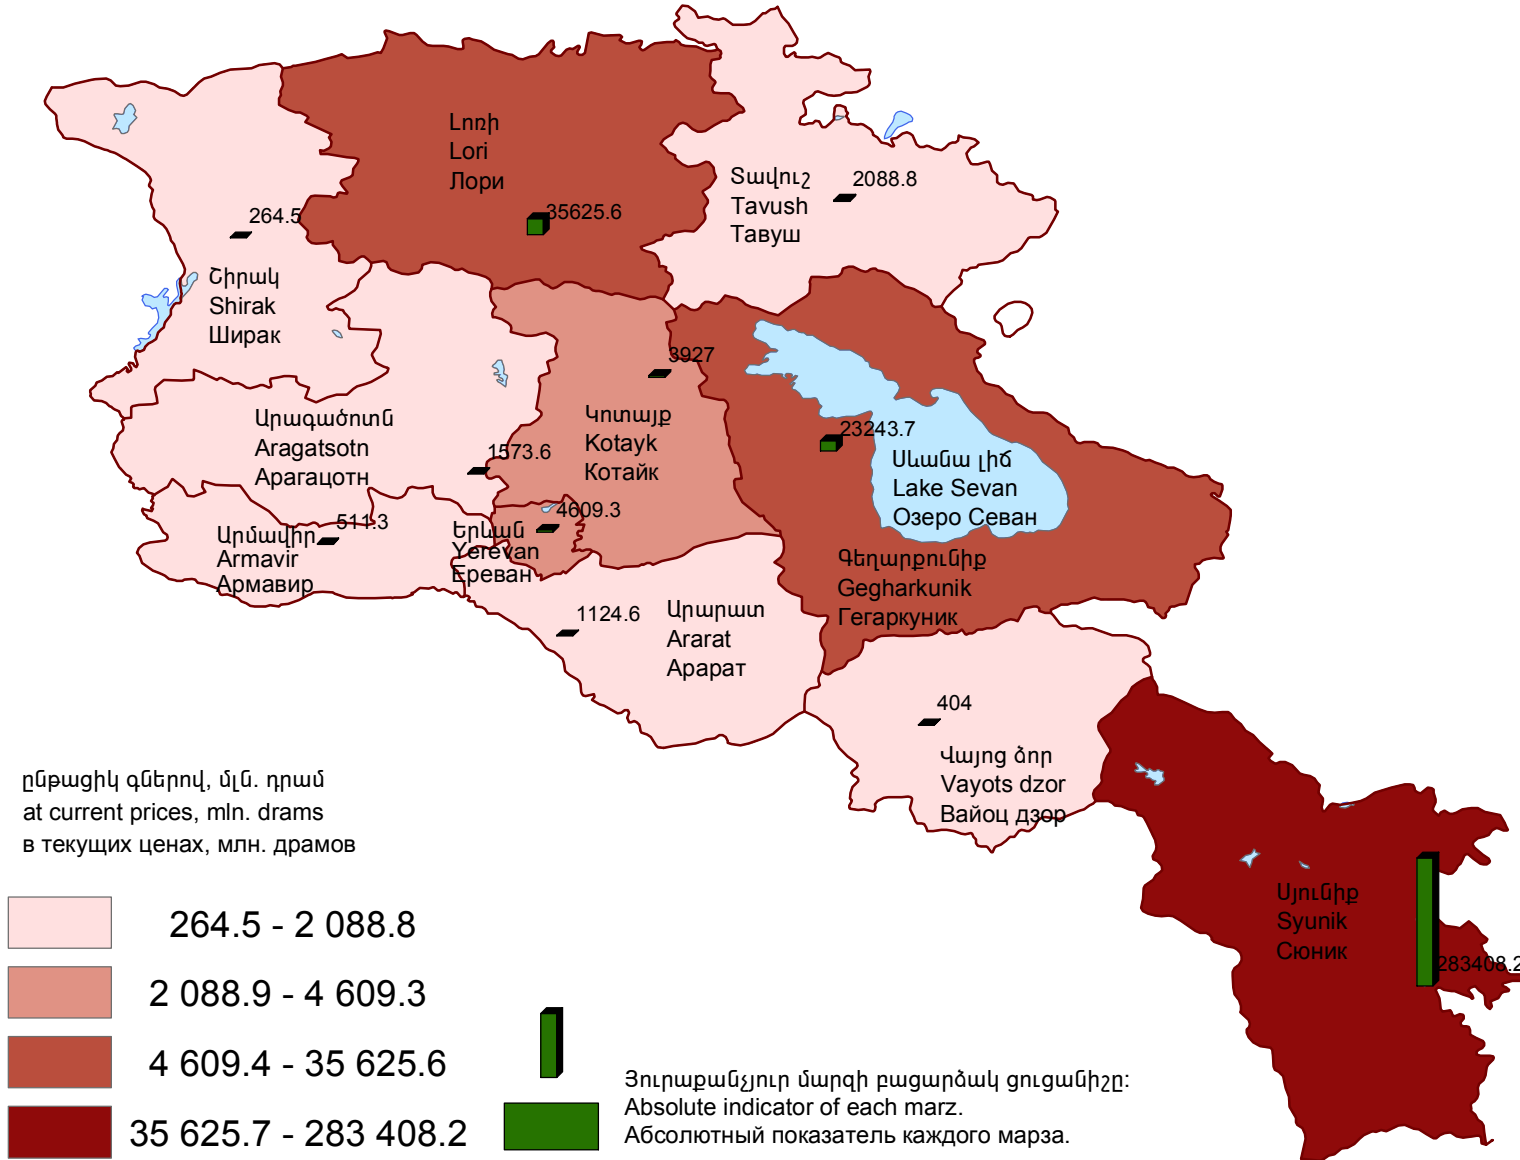 Լոռի
Lori
Лори
35625.6
Տավուշ
Tavush
Тавуш
2088.8
264.5
Շիրակ
Shirak
Ширак
3927
Արագածոտն
Aragatsotn
Арагацотн
1573.6
Կոտայք
Kotayk
Котайк
23243.7
Սևանա լիճ
Lake Sevan
Озеро Севан
Արմավիր
Armavir
Армавир
511.3
Երևան
Yerevan
Ереван
4609.3
Գեղարքունիք
Gegharkunik
Гегаркуник
1124.6
Արարատ
Ararat
Арарат
404
Վայոց ձոր
Vayots dzor
Вайоц дзор
Սյունիք
Syunik
Сюник
283408.2
ընթացիկ գներով, մլն. դրամ
at current prices, mln. drams
в текущих ценах, млн. драмов
264.5 - 2 088.8
2 088.9 - 4 609.3
4 609.4 - 35 625.6
35 625.7 - 283 408.2
Յուրաքանչյուր մարզի բացարձակ ցուցանիշը:
Absolute indicator of each marz.
Абсолютный показатель каждого марза.